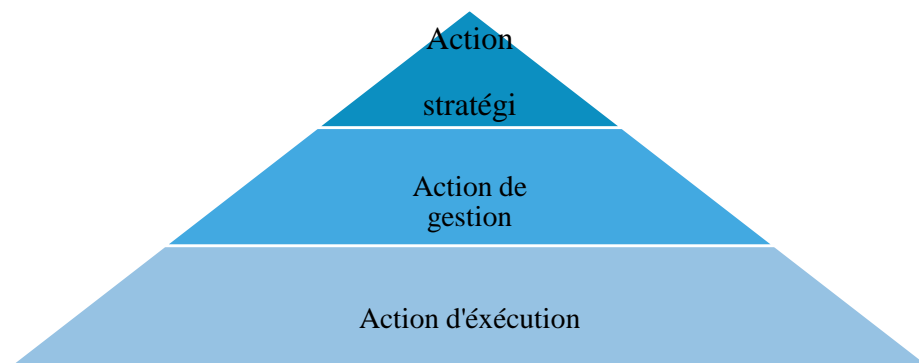 Action
stratégi
Action de
gestion
Action d'éxécution